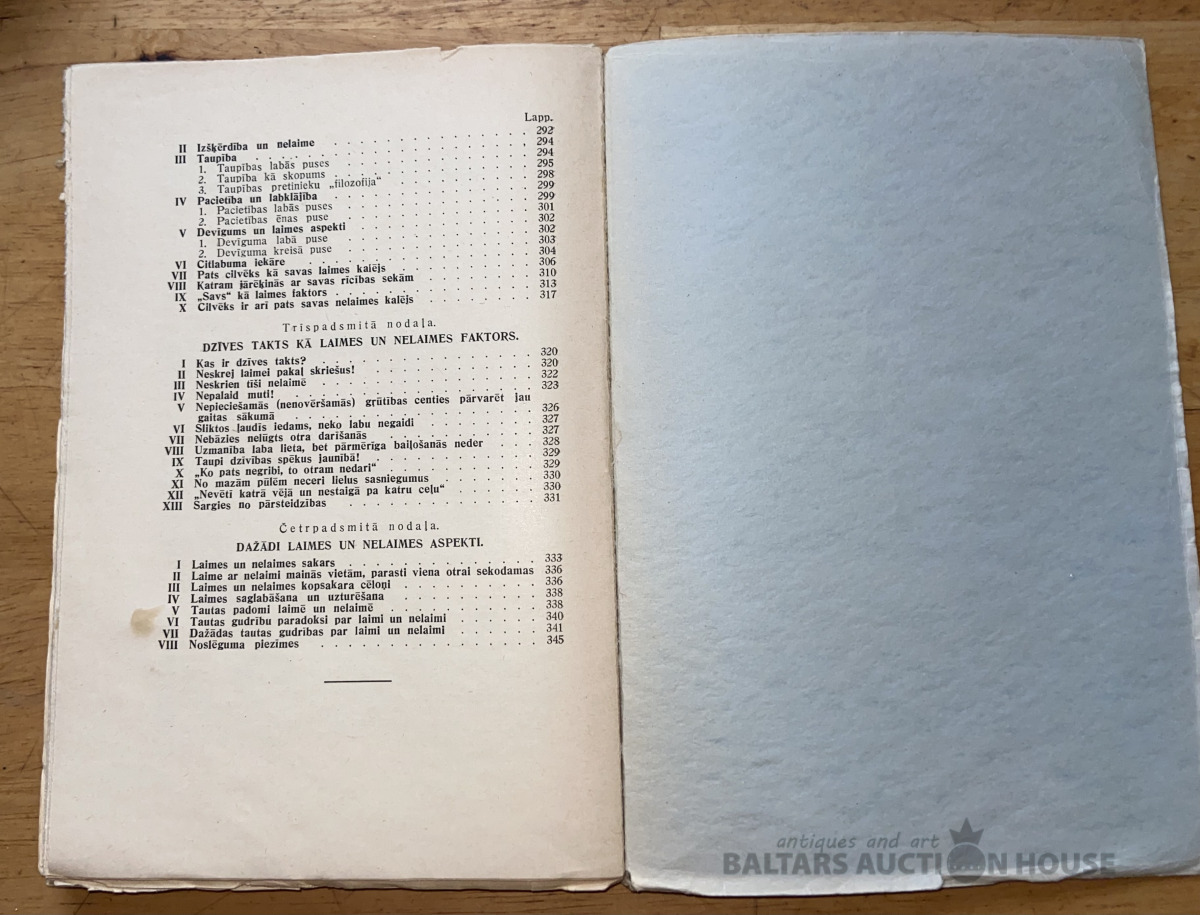 Lapp.
II Izšķērdība un nelaime . . . . . . . . . . . . 292
III Taupība . . . . . . . . . . . . 294
1. Taupības labās puses . . . . . . . . . . . . 294
2. Taupība kā skopums . . . . . . . . . . . . 295
3. Taupības pretinieku „filozofija“ . . . . . . . . . 298
IV Pacietība un labklājība . . . . . . . . . . . . 299
1. Pacietības labās puses . . . . . . . . . . . . 299
2. Pacietības ēnas puse . . . . . . . . . . . . 301
V Devīgums un laimes aspekti . . . . . . . . . . 302
1. Devīguma labā puse . . . . . . . . . . . . 302
2. Devīguma kreisā puse . . . . . . . . . . . . 303
VI Citlabuma iekāre . . . . . . . . . . . . 304
VII Pats cilvēks kā savas laimes kalējs . . . . . . . . 306
VIII Katram jārēķinās ar savas rīcības sekām . . . . . . 310
IX „Savs“ kā laimes faktors . . . . . . . . . . . 313
X Cilvēks ir arī pats savas nelaimes kalējs . . . . . . 317
Trīspadsmitā nodaļa.
DZĪVES TAKTS KĀ LAIMES UN NELAIMES FAKTORS.
I Kas ir dzīves takts? . . . . . . . . . . . . 320
II Neskrej laimei pakaļ skriešus! . . . . . . . . . 320
III Neskrien tīši nelaimē . . . . . . . . . . . . 322
IV Nepalaid muti! . . . . . . . . . . . . 323
V Nepieciešamās (nenovēršamās) grūtības centies pārvarēt jau
gaitas sākumā . . . . . . . . . . . . 326
VI Sliktos ļaudīs iedams, neko labu negaidi . . . . . . 327
VII Nebāzies nelūgts otra darīšanās . . . . . . . . 327
VIII Uzmanība laba lieta, bet pārmērīga baiļošanās neder . . . . 328
IX Taupi dzīvības spēkus jaunībā! . . . . . . . . 329
X „Ko pats negribi, to otram nedari“ . . . . . . . . 329
XI No mazām pūlēm neceri lielus sasniegumus . . . . . . 330
XII „Nevētī katrā vējā un nestaigā pa katru ceļu“ . . . . . 330
XIII Sargies no pārsteidzības . . . . . . . . . . . 331
Četrpadsmitā nodaļa.
DAŽĀDI LAIMES UN NELAIMES ASPEKTI.
I Laimes un nelaimes sakars . . . . . . . . . . . 333
II Laime ar nelaimi mainās vietām, parasti viena otrai sekodamas 336
III Laimes un nelaimes kopsakara cēloņi . . . . . . . . 336
IV Laimes saglabāšana un uzturēšana . . . . . . . . 338
V Tautas padomi laimē un nelaimē . . . . . . . . 338
VI Tautas gudrību paradoksi par laimi un nelaimi . . . . . . 340
VII Dažādas tautas gudrības par laimi un nelaimi . . . . . . 341
VIII Noslēguma piezīmes . . . . . . . . . . . . 345
antiques and art
BALTARS AUCTION HOUSE